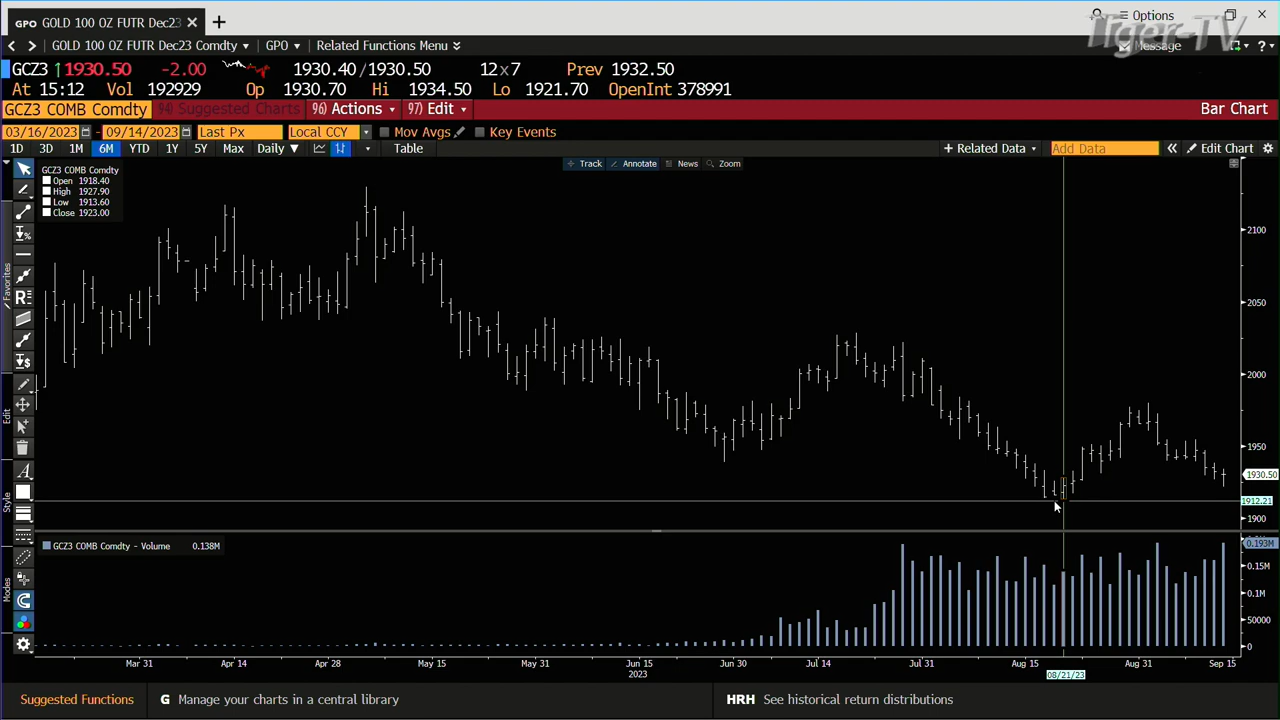 GPO GOLD 100 OZ FUTR Dec23 × +
Options
Tiger-TV
GOLD 100 OZ FUTR Dec23 Comdty GPO Related Functions Menu
Message ?
GCZ3 ↑1930.50 -2.00 1930.40/1930.50 12x7 Prev 1932.50
At 15:12 Vol 192929 Op 1930.70 Hi 1934.50 Lo 1921.70 OpenInt 378991
GCZ3 COMB Comdty 94) Suggested Charts 96) Actions 97) Edit Bar Chart
03/16/2023 - 09/14/2023 Last Px Local CCY Mov Avgs Key Events
1D 3D 1M 6M YTD 1Y 5Y Max Daily ▼ Table + Related Data Add Data « Edit Chart
Track Annotate News Zoom
GCZ3 COMB Comdty
Open 1918.40
High 1927.90
Low 1913.60
Close 1923.00
Favorites
Edit
Style
Modes
2100
2050
2000
1950
1930.50
1912.21
1900
GCZ3 COMB Comdty - Volume 0.138M
0.193M
0.15M
0.1M
50000
0
Mar 31 Apr 14 Apr 28 May 15 May 31 Jun 15 Jun 30 Jul 14 Jul 31 Aug 15 Aug 31 Sep 15
2023
08/21/23
Suggested Functions G Manage your charts in a central library HRH See historical return distributions